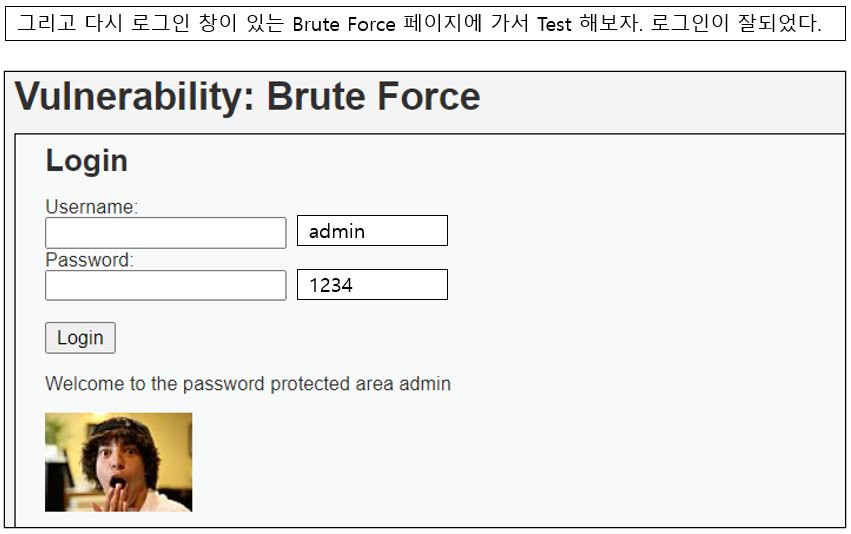 그리고 다시 로그인 창이 있는 Brute Force 페이지에 가서 Test 해보자. 로그인이 잘되었다.
Vulnerability: Brute Force
Login
Username:
admin
Password:
1234
Login
Welcome to the password protected area admin